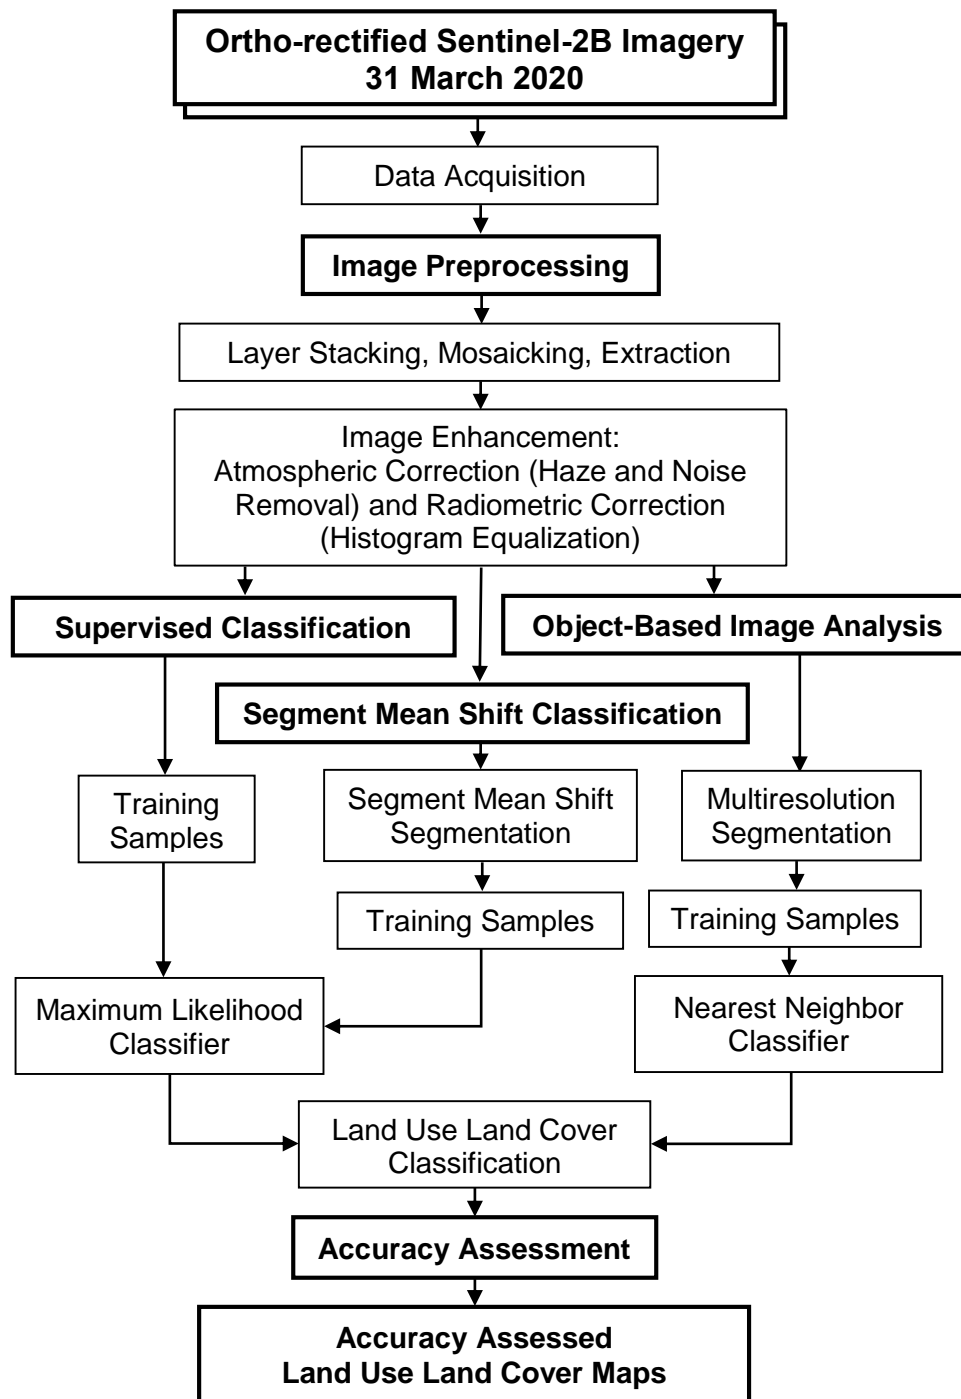 Ortho-rectified Sentinel-2B Imagery
31 March 2020
Data Acquisition
Image Preprocessing
Layer Stacking, Mosaicking, Extraction
Image Enhancement:
Atmospheric Correction (Haze and Noise
Removal) and Radiometric Correction
(Histogram Equalization)
Supervised Classification
Object-Based Image Analysis
Segment Mean Shift Classification
Training
Samples
Segment Mean Shift
Segmentation
Multiresolution
Segmentation
Training Samples
Training Samples
Maximum Likelihood
Classifier
Nearest Neighbor
Classifier
Land Use Land Cover
Classification
Accuracy Assessment
Accuracy Assessed
Land Use Land Cover Maps